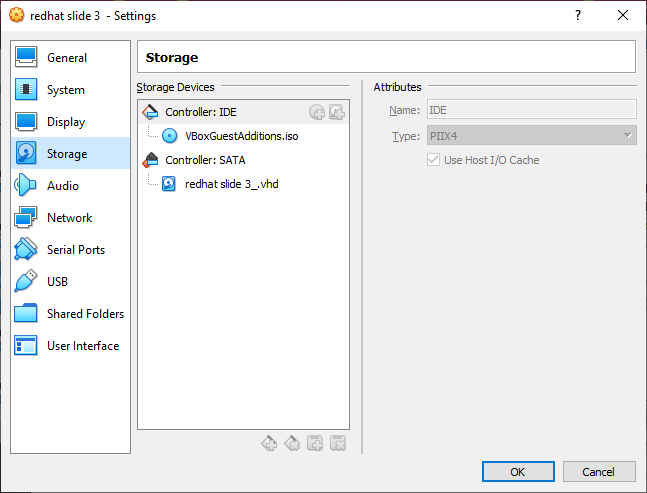 redhat slide 3 - Settings
?
General
System
Display
Storage
Audio
Network
Serial Ports
USB
Shared Folders
User Interface
Storage
Storage Devices
Controller: IDE
VBoxGuestAdditions.iso
Controller: SATA
redhat slide 3_.vhd
Attributes
Name: IDE
Type: PIIX4
Use Host I/O Cache
OK
Cancel